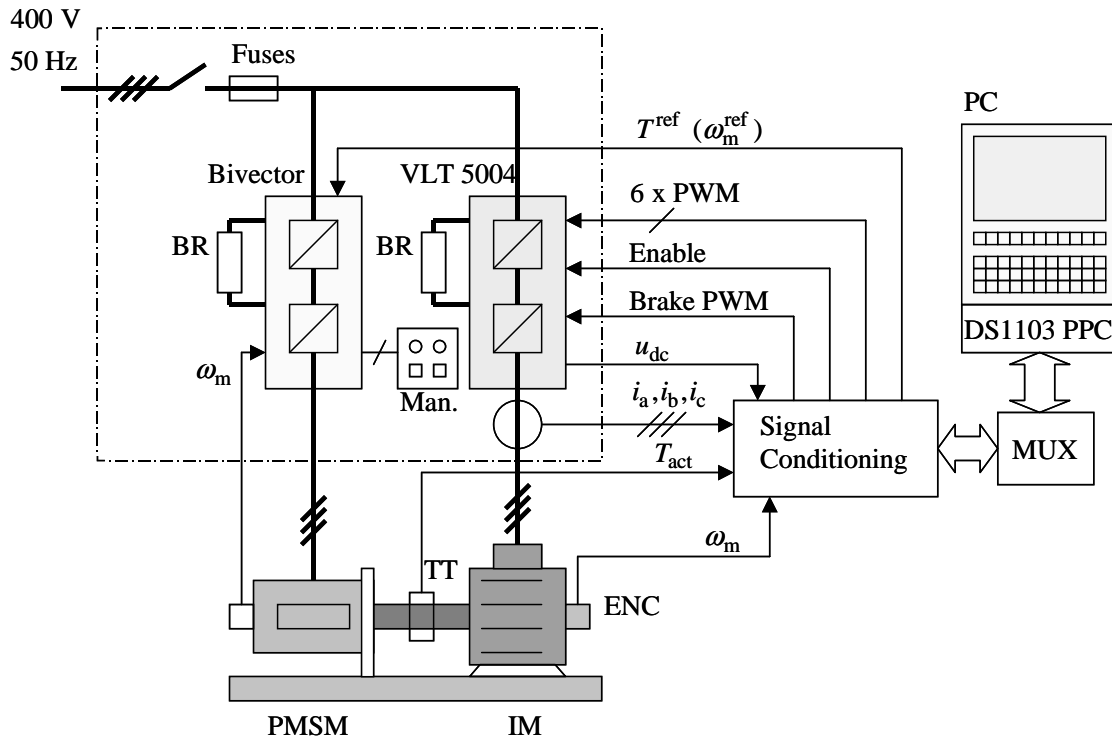 400 V
50 Hz
Fuses
PC
T^ref (ω_m^ref)
Bivector
VLT 5004
6 x PWM
BR
BR
Enable
Brake PWM
DS1103 PPC
u_dc
ω_m
Man.
i_a, i_b, i_c
Signal
Conditioning
MUX
T_act
ω_m
TT
ENC
PMSM
IM